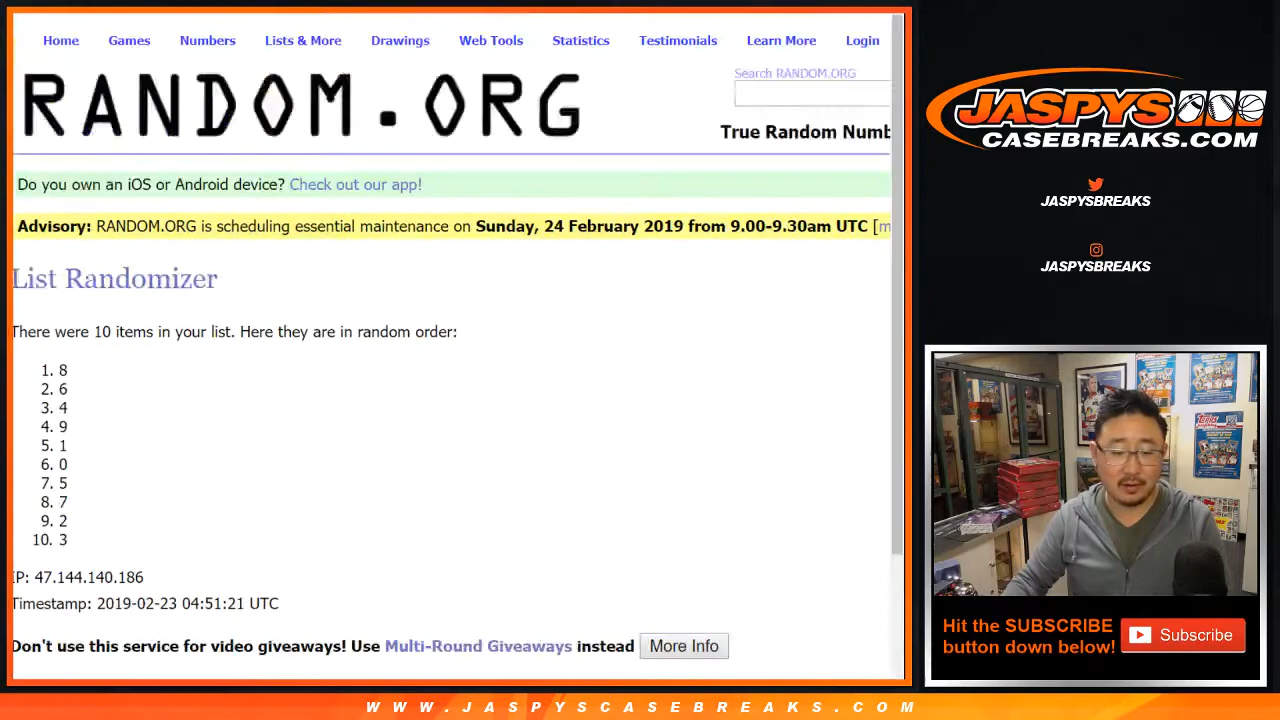 Home Games Numbers Lists & More Drawings Web Tools Statistics Testimonials Learn More Login
RANDOM.ORG
Search RANDOM.ORG
True Random Numb
Do you own an iOS or Android device? Check out our app!
Advisory: RANDOM.ORG is scheduling essential maintenance on Sunday, 24 February 2019 from 9.00-9.30am UTC [m
List Randomizer
There were 10 items in your list. Here they are in random order:
1. 8
2. 6
3. 4
4. 9
5. 1
6. 0
7. 5
8. 7
9. 2
10. 3
IP: 47.144.140.186
Timestamp: 2019-02-23 04:51:21 UTC
Don't use this service for video giveaways! Use Multi-Round Giveaways instead More Info
JASPYS
CASEBREAKS.COM
JASPYSBREAKS
JASPYSBREAKS
Hit the SUBSCRIBE
button down below!
Subscribe
WWW.JASPYSCASEBREAKS.COM